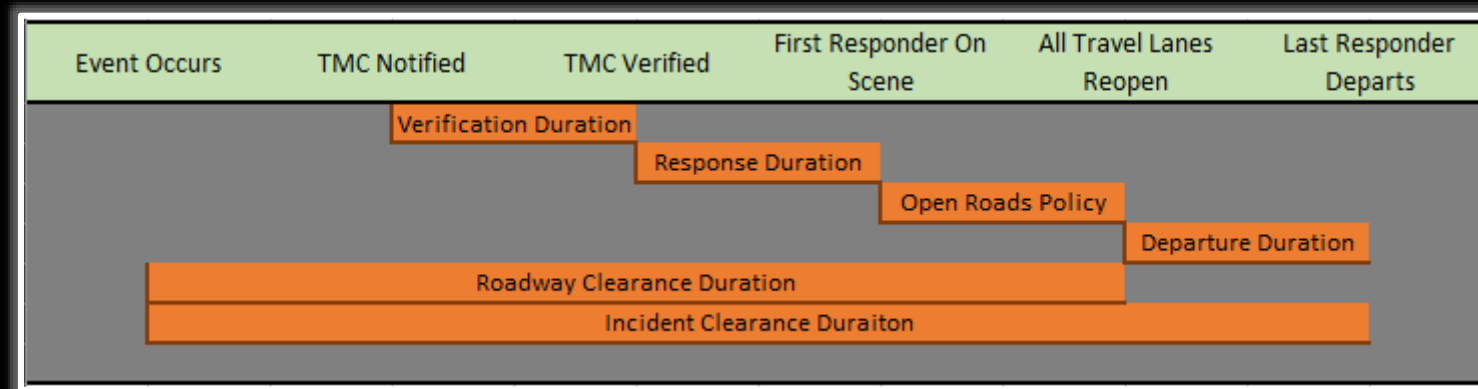 Event Occurs
TMC Notified
TMC Verified
First Responder On
Scene
All Travel Lanes
Reopen
Last Responder
Departs
Verification Duration
Response Duration
Open Roads Policy
Departure Duration
Roadway Clearance Duration
Incident Clearance Duraiton